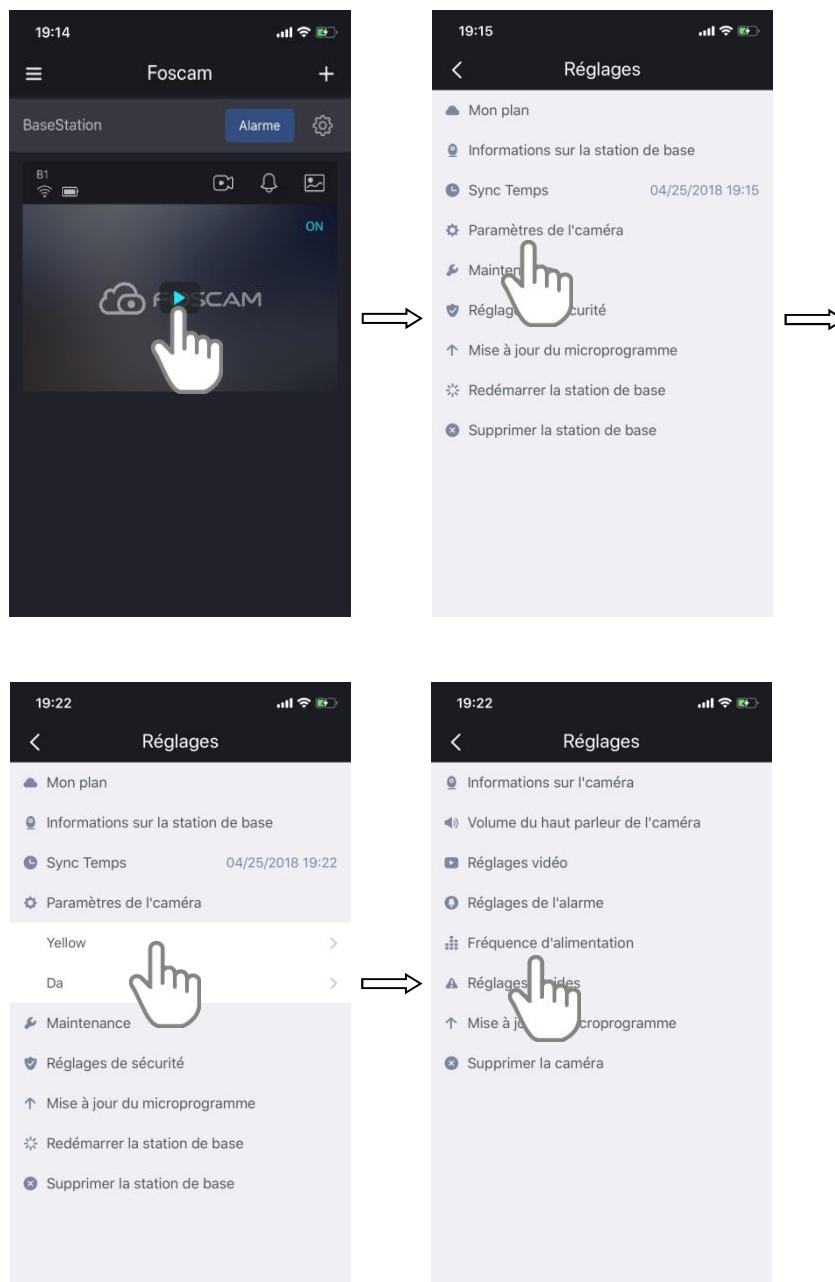 19:14
Foscam
BaseStation Alarme
B1
ON
FOSCAM
19:15
Réglages
Mon plan
Informations sur la station de base
Sync Temps 04/25/2018 19:15
Paramètres de l'caméra
Réglages de l'caméra
Mise à jour du microprogramme
Redémarrer la station de base
Supprimer la station de base
19:22
Réglages
Mon plan
Informations sur la station de base
Sync Temps 04/25/2018 19:22
Paramètres de l'caméra
Yellow
Da
Maintenance
Réglages de sécurité
Mise à jour du microprogramme
Redémarrer la station de base
Supprimer la station de base
19:22
Réglages
Informations sur l'caméra
Volume du haut parleur de l'caméra
Réglages vidéo
Réglages de l'alarme
Fréquence d'alimentation
Réglages
Mise à
Supprimer la caméra